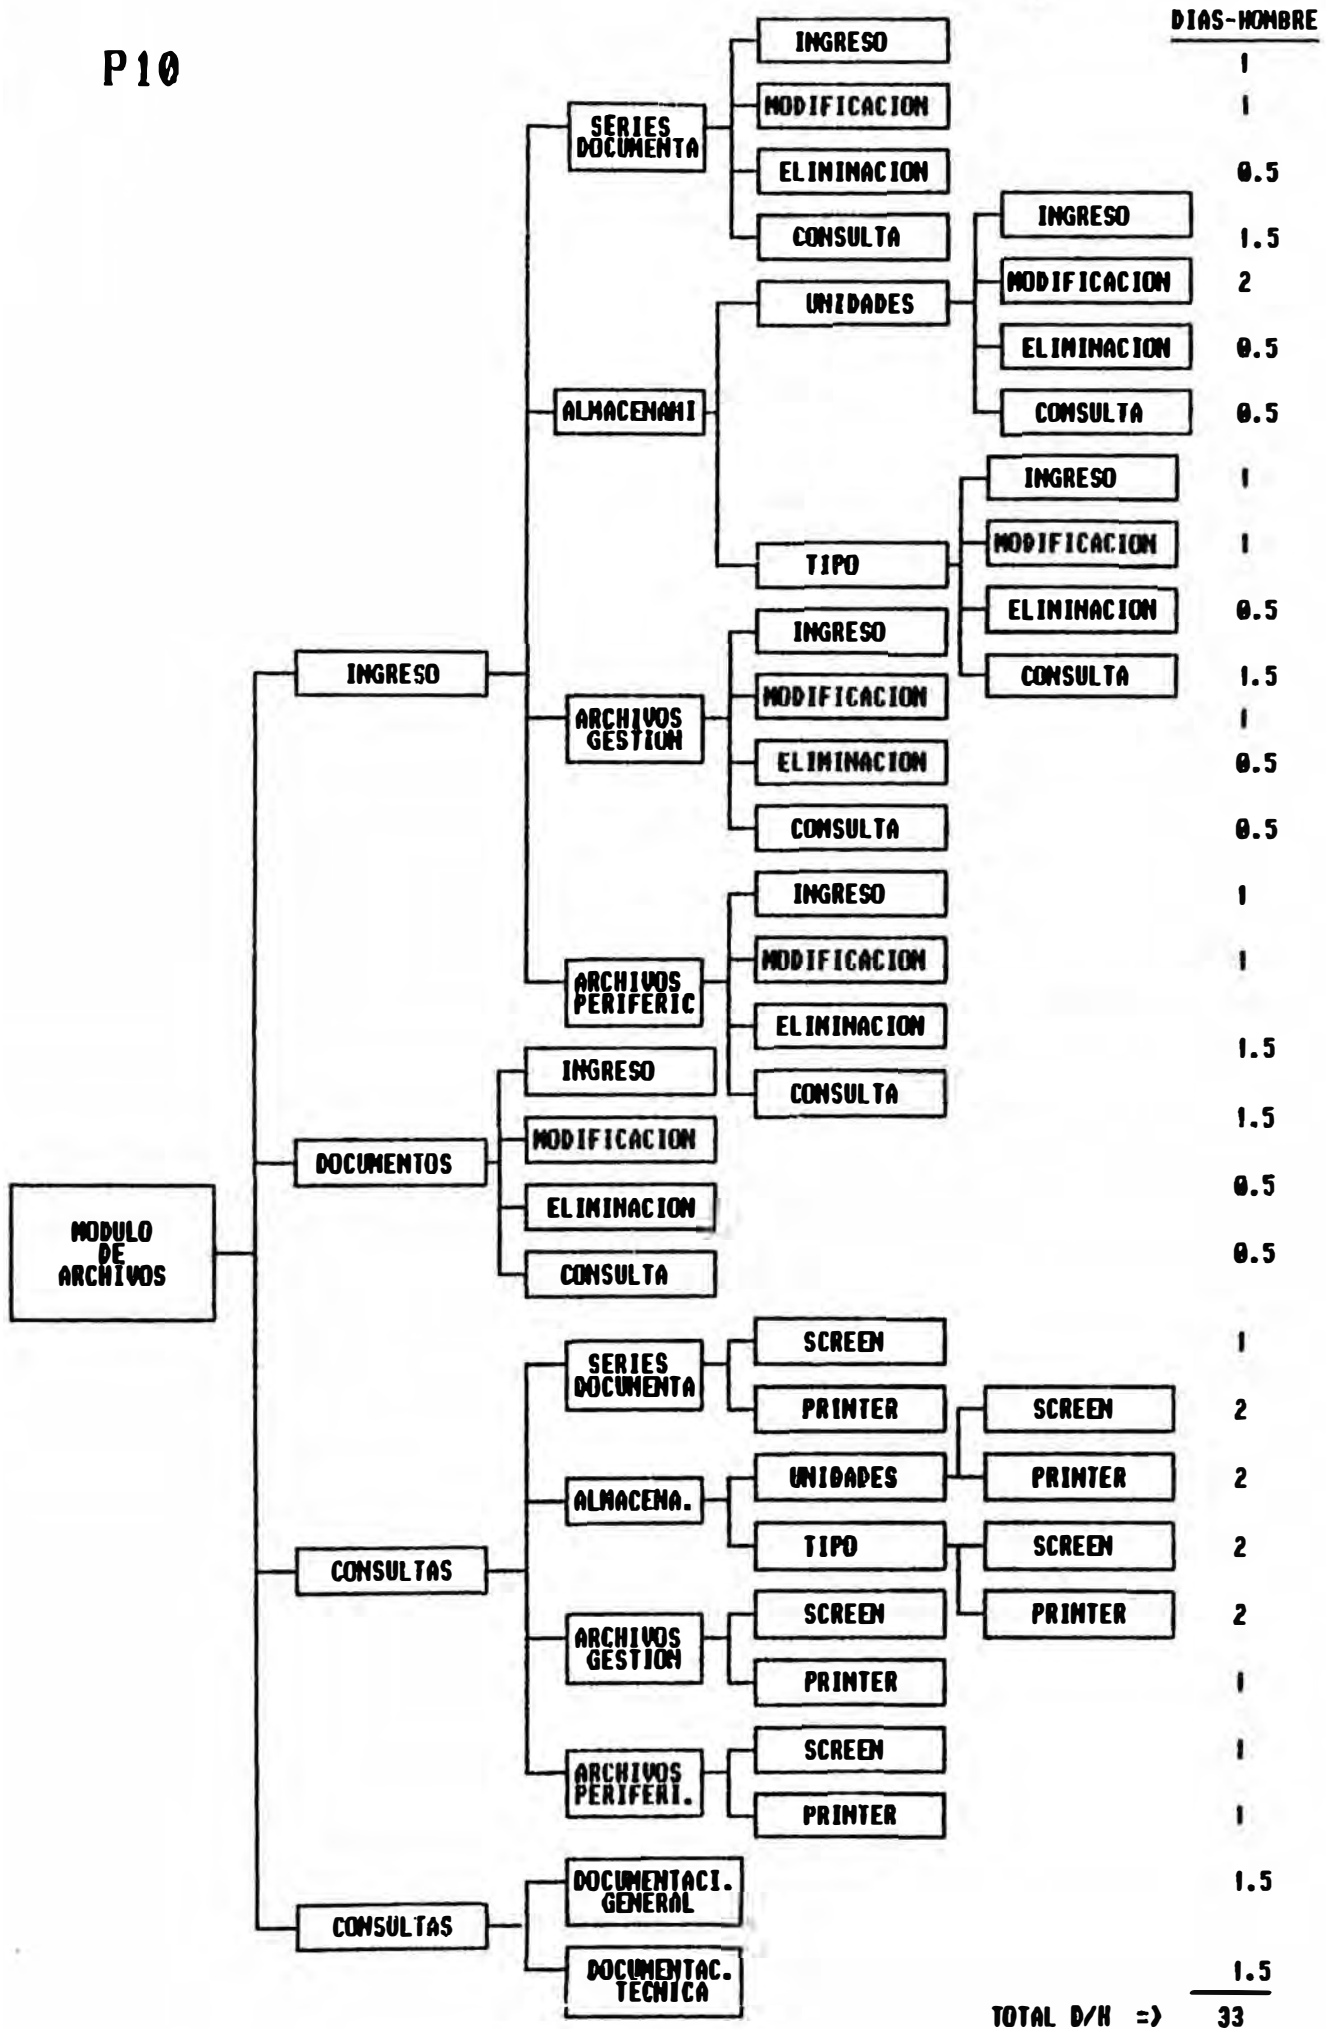 DIAS-HOMBRE
P10
INGRESO
1
MODIFICACION
1
SERIES
DOCUMENTA
ELIMINACION
0.5
INGRESO
CONSULTA
1.5
MODIFICACION
2
UNIDADES
ELIMINACION
0.5
ALMACENAMI
CONSULTA
0.5
INGRESO
1
MODIFICACION
1
TIPO
ELIMINACION
0.5
INGRESO
INGRESO
CONSULTA
1.5
MODIFICACION
1
ARCHIVOS
GESTION
ELIMINACION
0.5
CONSULTA
0.5
INGRESO
1
MODIFICACION
1
ARCHIVOS
PERIFERIC
ELIMINACION
1.5
INGRESO
CONSULTA
1.5
MODIFICACION
DOCUMENTOS
0.5
ELIMINACION
MODULO
DE
ARCHIVOS
0.5
CONSULTA
SCREEN
1
SERIES
DOCUMENTA
PRINTER
SCREEN
2
UNIDADES
PRINTER
2
ALMACENA.
TIPO
SCREEN
2
CONSULTAS
SCREEN
PRINTER
2
ARCHIVOS
GESTION
PRINTER
1
SCREEN
1
ARCHIVOS
PERIFERI.
PRINTER
1
DOCUMENTACI.
GENERAL
1.5
CONSULTAS
DOCUMENTAC.
TECNICA
1.5
TOTAL D/H => 33